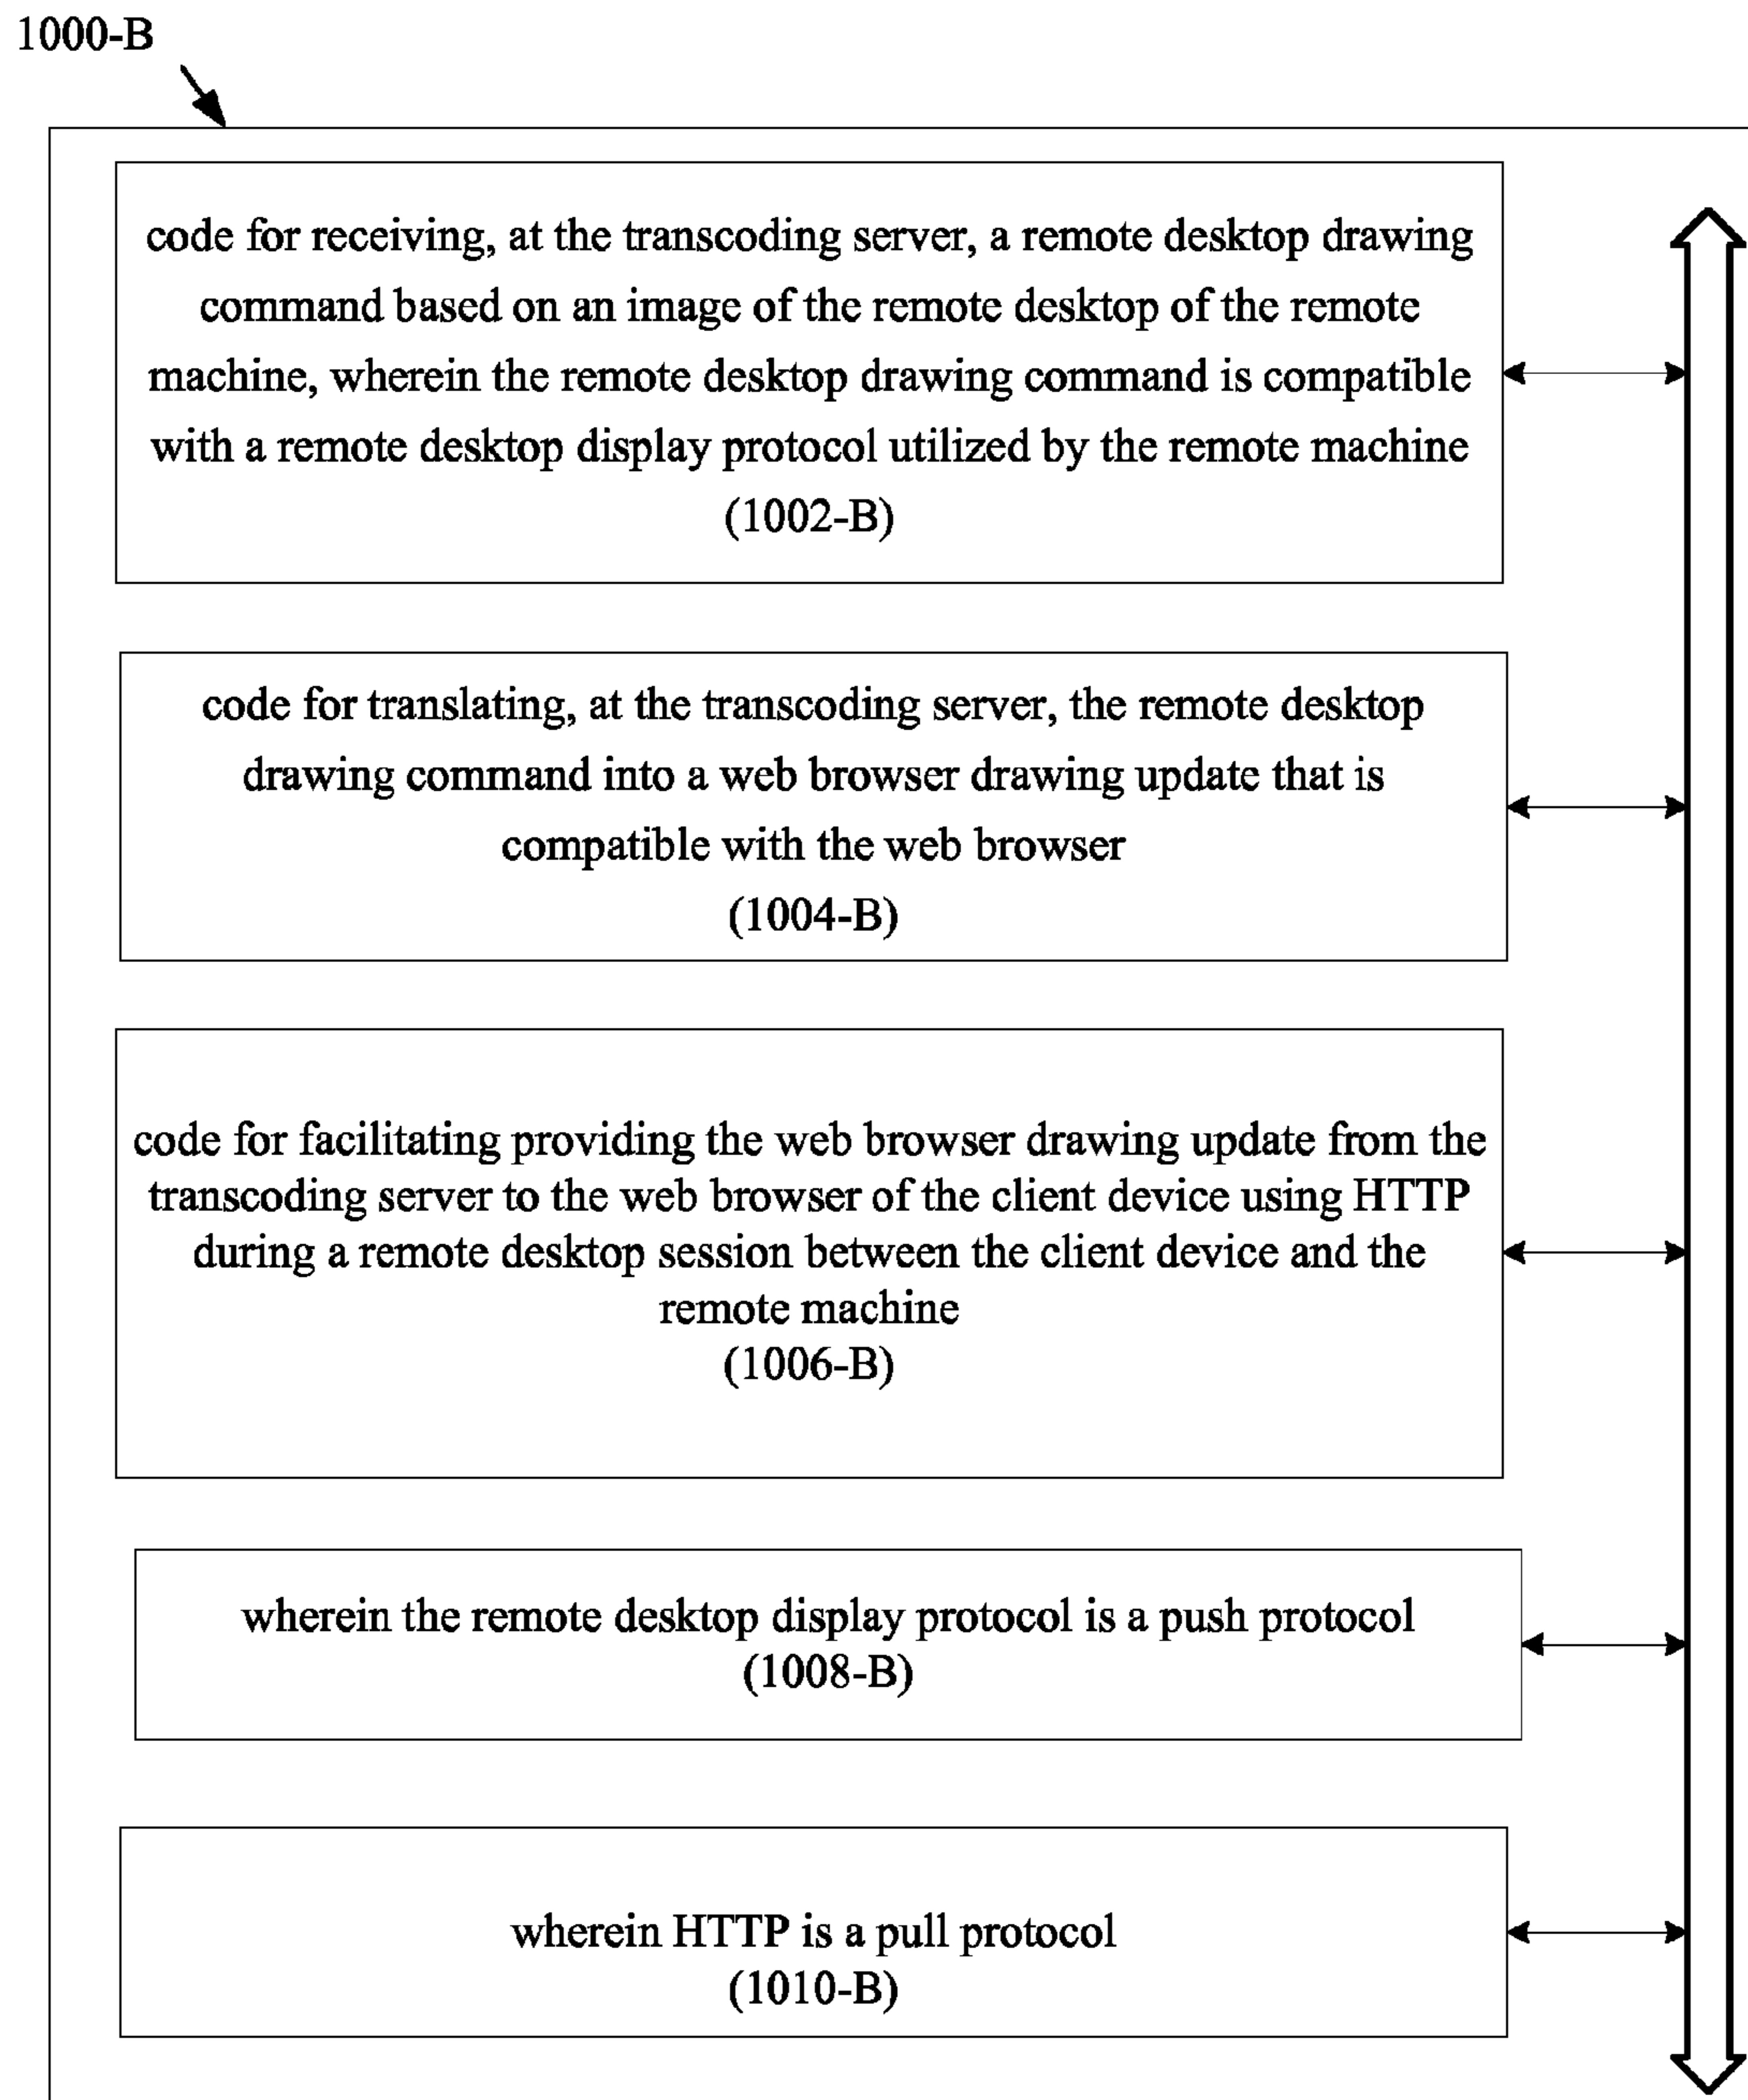 1000-B
code for receiving, at the transcoding server, a remote desktop drawing
command based on an image of the remote desktop of the remote
machine, wherein the remote desktop drawing command is compatible
with a remote desktop display protocol utilized by the remote machine
(1002-B)
code for translating, at the transcoding server, the remote desktop
drawing command into a web browser drawing update that is
compatible with the web browser
(1004-B)
code for facilitating providing the web browser drawing update from the
transcoding server to the web browser of the client device using HTTP
during a remote desktop session between the client device and the
remote machine
(1006-B)
wherein the remote desktop display protocol is a push protocol
(1008-B)
wherein HTTP is a pull protocol
(1010-B)